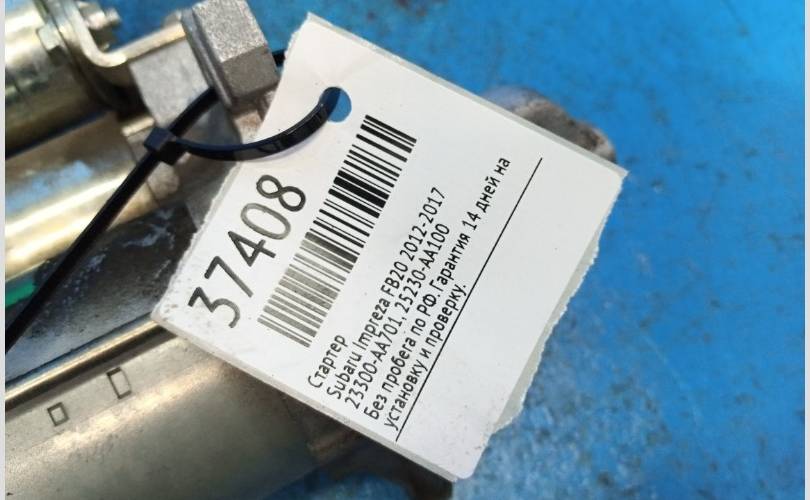 37408
Стартер
Subaru Impreza FB20 2012-2017
23300-AA701, 25230-AA100
Без пробега по РФ.Гарантия 14 дней на
установку и проверку.